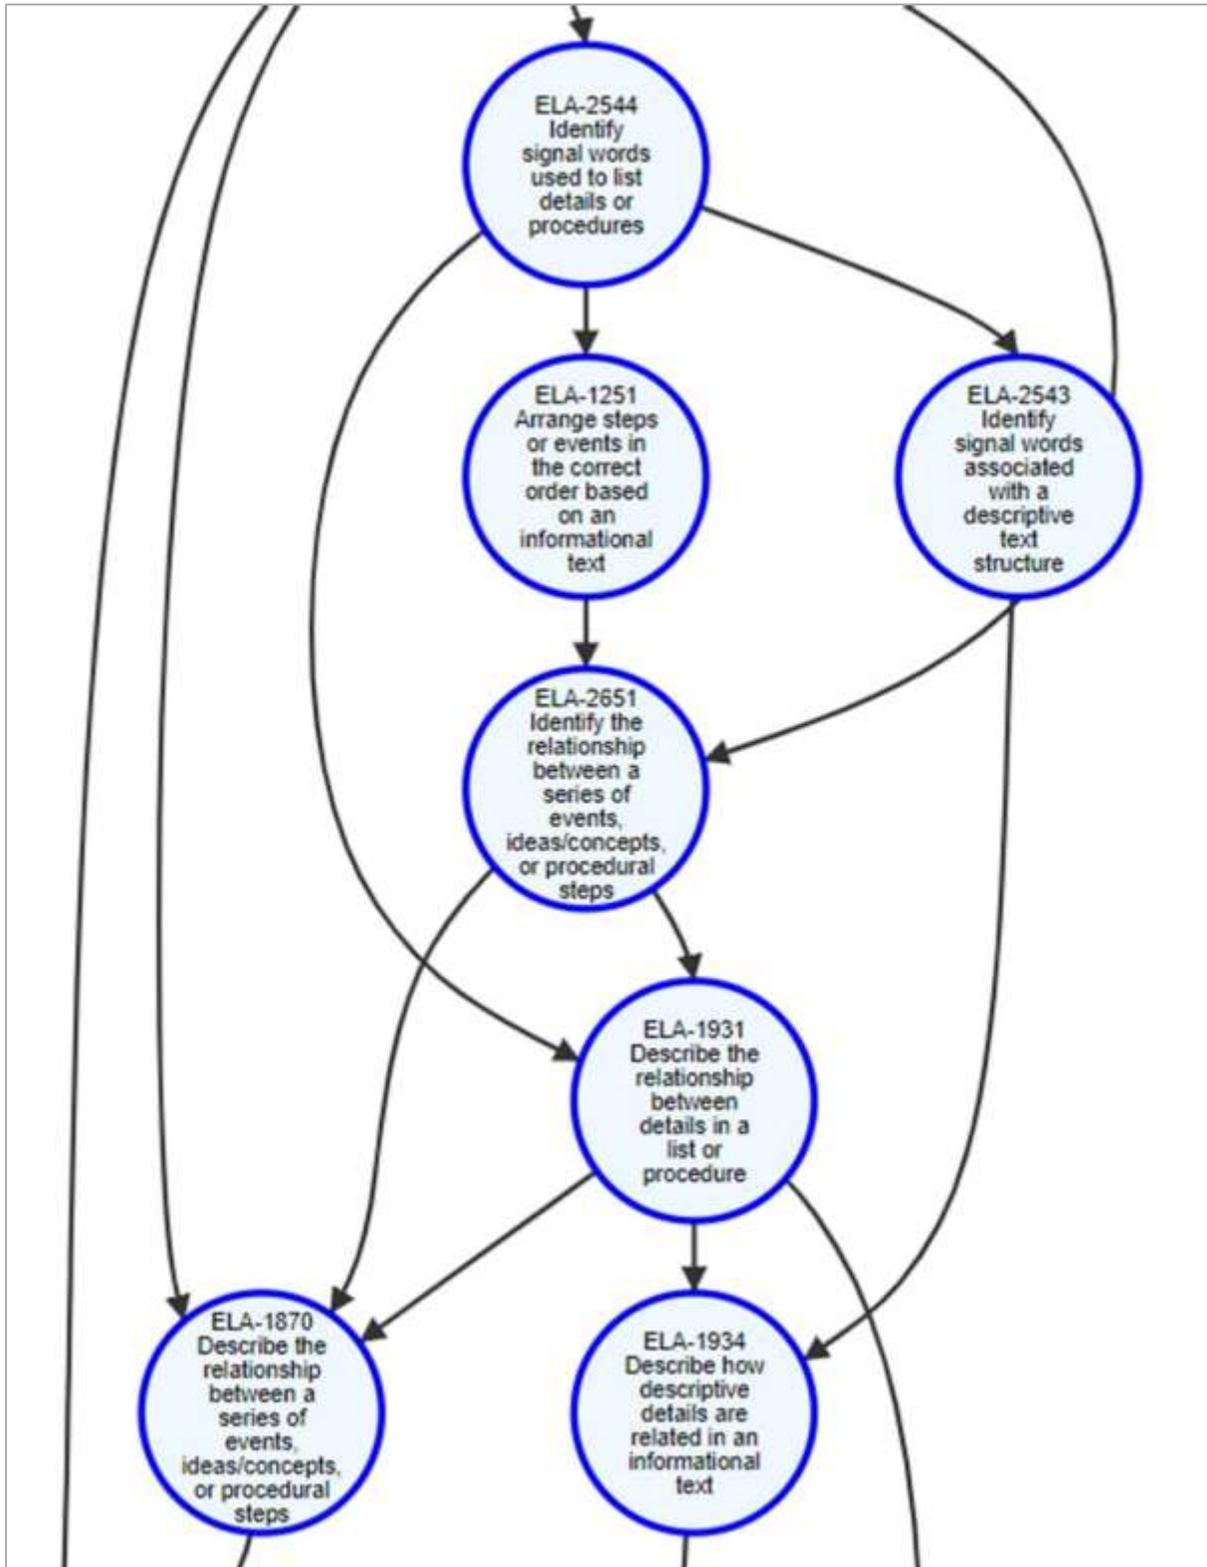 ELA-2544
Identify
signal words
used to list
details or
procedures
ELA-1251
Arrange steps
or events in
the correct
order based
on an
informational
text
ELA-2543
Identify
signal words
associated
with a
descriptive
text
structure
ELA-2651
Identify the
relationship
between a
series of
events,
ideas/concepts,
or procedural
steps
ELA-1931
Describe the
relationship
between
details in a
list or
procedure
ELA-1870
Describe the
relationship
between a
series of
events,
ideas/concepts,
or procedural
steps
ELA-1934
Describe how
descriptive
details are
related in an
informational
text